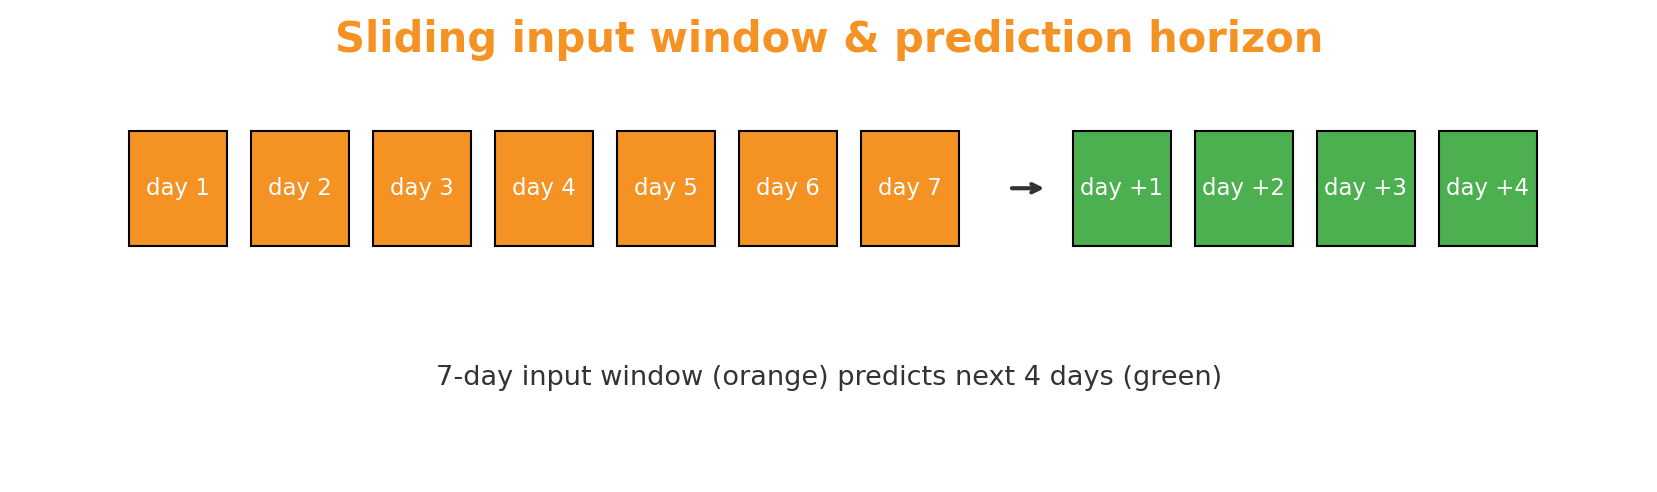 Sliding input window & prediction horizon
day 1 day 2 day 3 day 4 day 5 day 6 day 7 day +1 day +2 day +3 day +4
7-day input window (orange) predicts next 4 days (green)